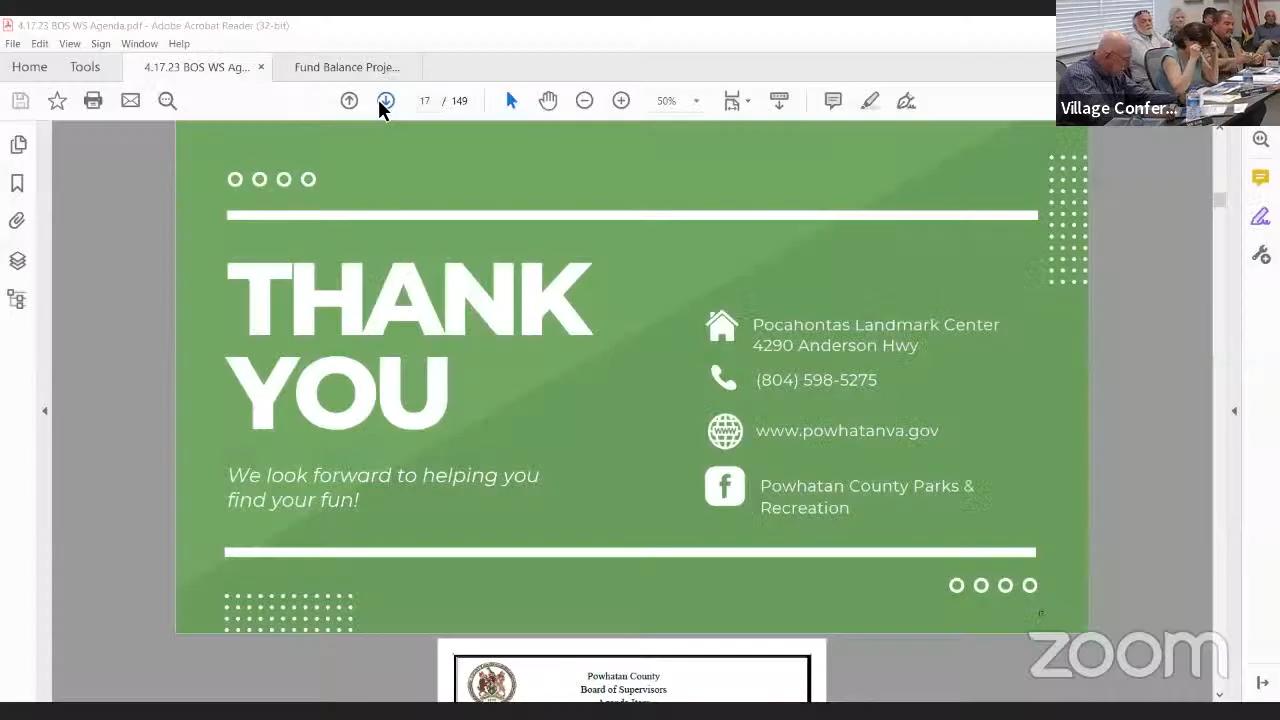 4.17.23 BOS WS Agenda.pdf - Adobe Acrobat Reader (32-bit)
File Edit View Sign Window Help
Home Tools 4.17.23 BOS WS Ag... × Fund Balance Proje...
17 / 149 50%
Village Confer...
THANK
YOU
We look forward to helping you
find your fun!
Pocahontas Landmark Center
4290 Anderson Hwy
(804) 598-5275
www.powhatanva.gov
Powhatan County Parks &
Recreation
Powhatan County
Board of Supervisors
Agenda Item
zoom